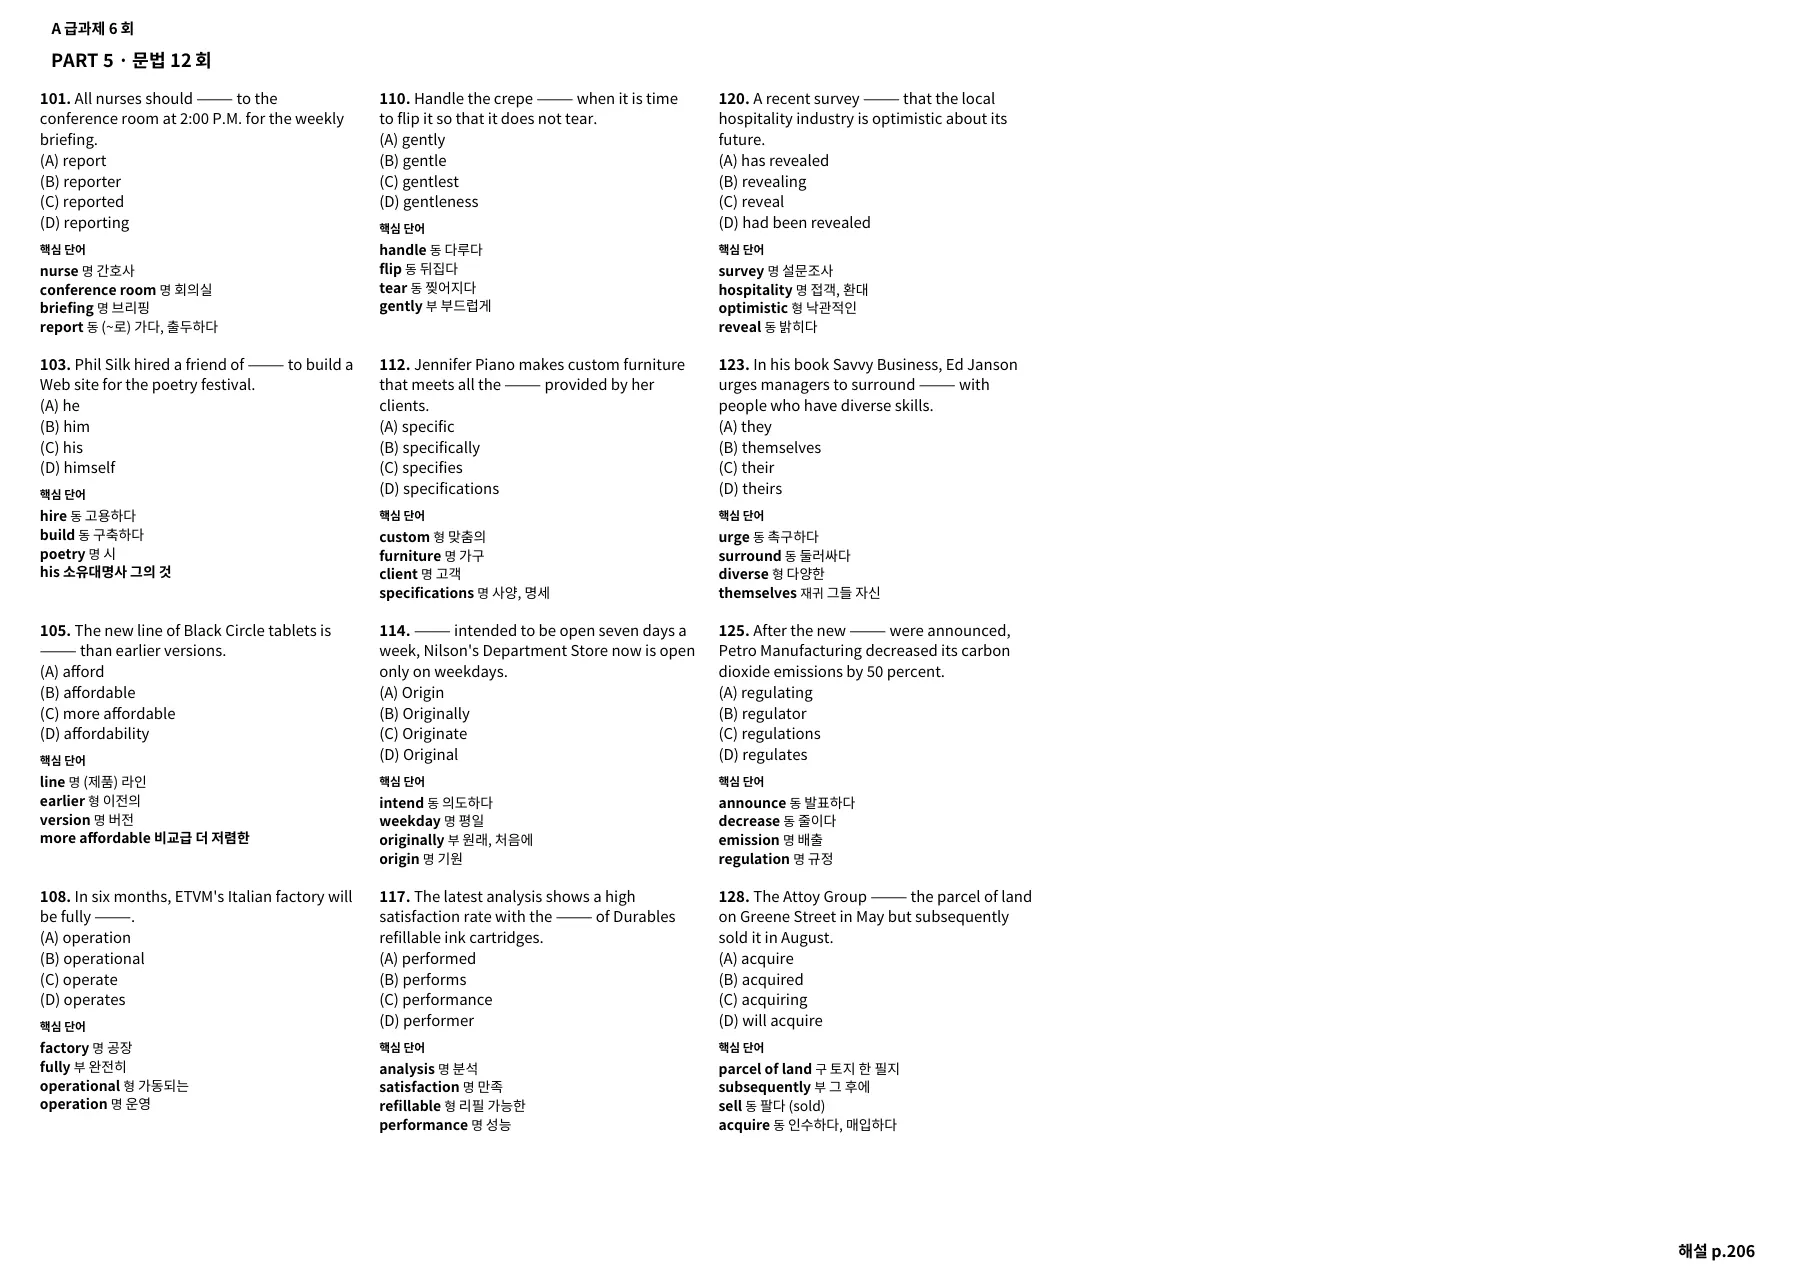 A 급과제 6 회
PART 5 · 문법 12 회
101. All nurses should ——— to the
conference room at 2:00 P.M. for the weekly
briefing.
(A) report
(B) reporter
(C) reported
(D) reporting
핵심 단어
nurse 명 간호사
conference room 명 회의실
briefing 명 브리핑
report 동 (~로) 가다, 출두하다
103. Phil Silk hired a friend of ——— to build a
Web site for the poetry festival.
(A) he
(B) him
(C) his
(D) himself
핵심 단어
hire 동 고용하다
build 동 구축하다
poetry 명 시
his 소유대명사 그의 것
105. The new line of Black Circle tablets is
——— than earlier versions.
(A) afford
(B) affordable
(C) more affordable
(D) affordability
핵심 단어
line 명 (제품) 라인
earlier 형 이전의
version 명 버전
more affordable 비교급 더 저렴한
108. In six months, ETVM's Italian factory will
be fully ———.
(A) operation
(B) operational
(C) operate
(D) operates
핵심 단어
factory 명 공장
fully 부 완전히
operational 형 가동되는
operation 명 운영
110. Handle the crepe ——— when it is time
to flip it so that it does not tear.
(A) gently
(B) gentle
(C) gentlest
(D) gentleness
핵심 단어
handle 동 다루다
flip 동 뒤집다
tear 동 찢어지다
gently 부 부드럽게
112. Jennifer Piano makes custom furniture
that meets all the ——— provided by her
clients.
(A) specific
(B) specifically
(C) specifies
(D) specifications
핵심 단어
custom 형 맞춤의
furniture 명 가구
client 명 고객
specifications 명 사양, 명세
114. ——— intended to be open seven days a
week, Nilson's Department Store now is open
only on weekdays.
(A) Origin
(B) Originally
(C) Originate
(D) Original
핵심 단어
intend 동 의도하다
weekday 명 평일
originally 부 원래, 처음에
origin 명 기원
117. The latest analysis shows a high
satisfaction rate with the ——— of Durables
refillable ink cartridges.
(A) performed
(B) performs
(C) performance
(D) performer
핵심 단어
analysis 명 분석
satisfaction 명 만족
refillable 형 리필 가능한
performance 명 성능
120. A recent survey ——— that the local
hospitality industry is optimistic about its
future.
(A) has revealed
(B) revealing
(C) reveal
(D) had been revealed
핵심 단어
survey 명 설문조사
hospitality 명 접객, 환대
optimistic 형 낙관적인
reveal 동 밝히다
123. In his book Savvy Business, Ed Janson
urges managers to surround ——— with
people who have diverse skills.
(A) they
(B) themselves
(C) their
(D) theirs
핵심 단어
urge 동 촉구하다
surround 동 둘러싸다
diverse 형 다양한
themselves 재귀 그들 자신
125. After the new ——— were announced,
Petro Manufacturing decreased its carbon
dioxide emissions by 50 percent.
(A) regulating
(B) regulator
(C) regulations
(D) regulates
핵심 단어
announce 동 발표하다
decrease 동 줄이다
emission 명 배출
regulation 명 규정
128. The Attoy Group ——— the parcel of land
on Greene Street in May but subsequently
sold it in August.
(A) acquire
(B) acquired
(C) acquiring
(D) will acquire
핵심 단어
parcel of land 구 토지 한 필지
subsequently 부 그 후에
sell 동 팔다 (sold)
acquire 동 인수하다, 매입하다
해설 p.206